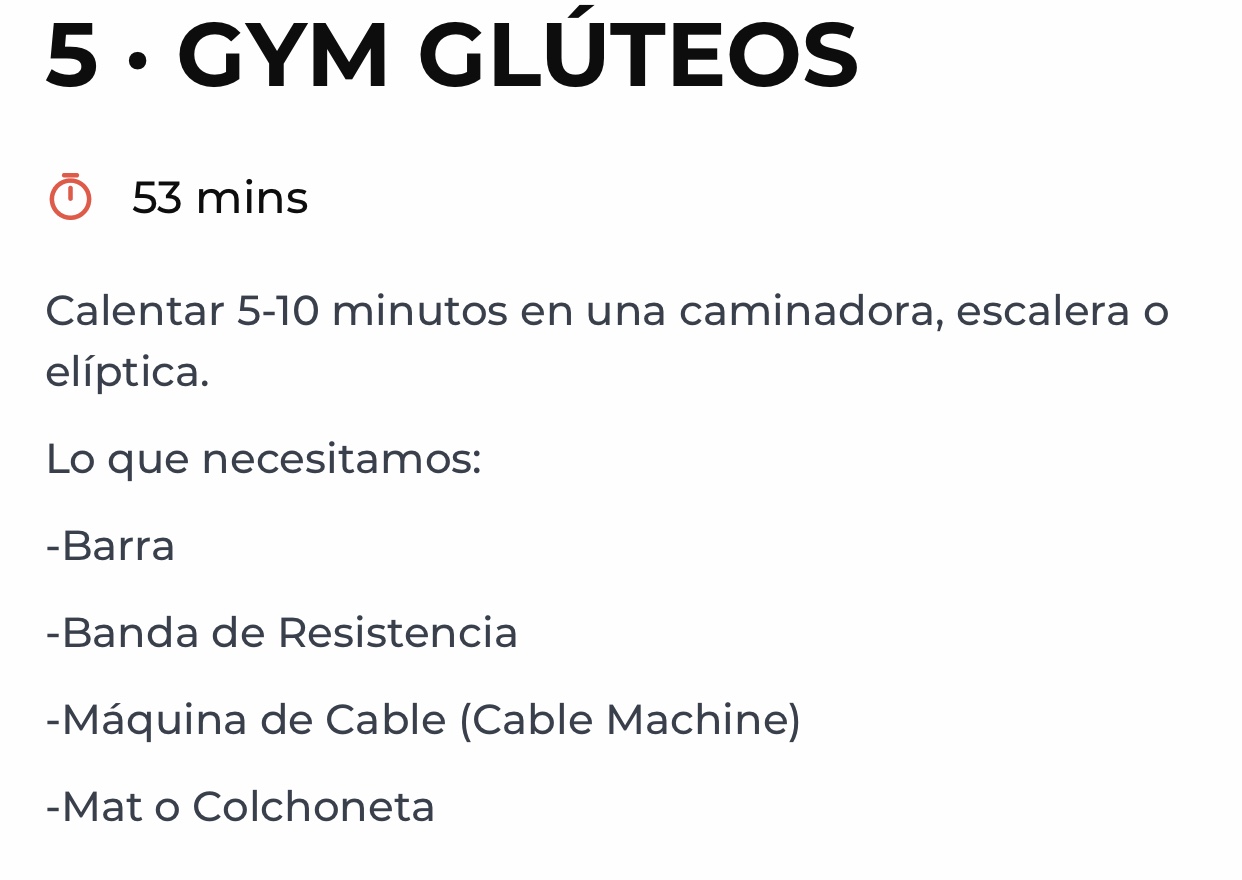 5 • GYM GLÚTEOS
53 mins
Calentar 5-10 minutos en una caminadora, escalera o
elíptica.
Lo que necesitamos:
-Barra
-Banda de Resistencia
-Máquina de Cable (Cable Machine)
-Mat o Colchoneta